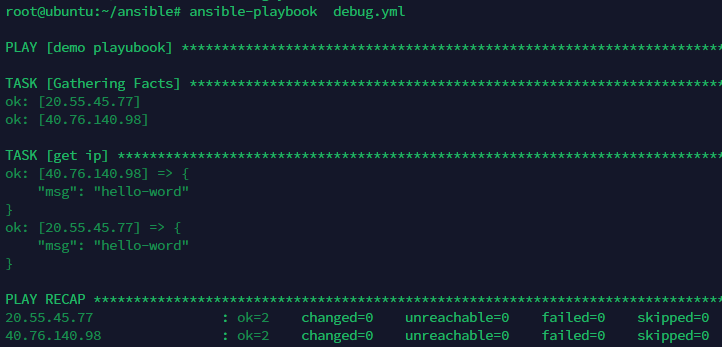 root@ubuntu:~/ansible# ansible-playbook  debug.yml
PLAY [demo playubook] ********************************************************************
TASK [Gathering Facts] *******************************************************************
ok: [20.55.45.77]
ok: [40.76.140.98]
TASK [get ip] ****************************************************************************
ok: [40.76.140.98] => {
    "msg": "hello-word"
}
ok: [20.55.45.77] => {
    "msg": "hello-word"
}
PLAY RECAP *******************************************************************************
20.55.45.77                : ok=2    changed=0    unreachable=0    failed=0    skipped=0
40.76.140.98               : ok=2    changed=0    unreachable=0    failed=0    skipped=0